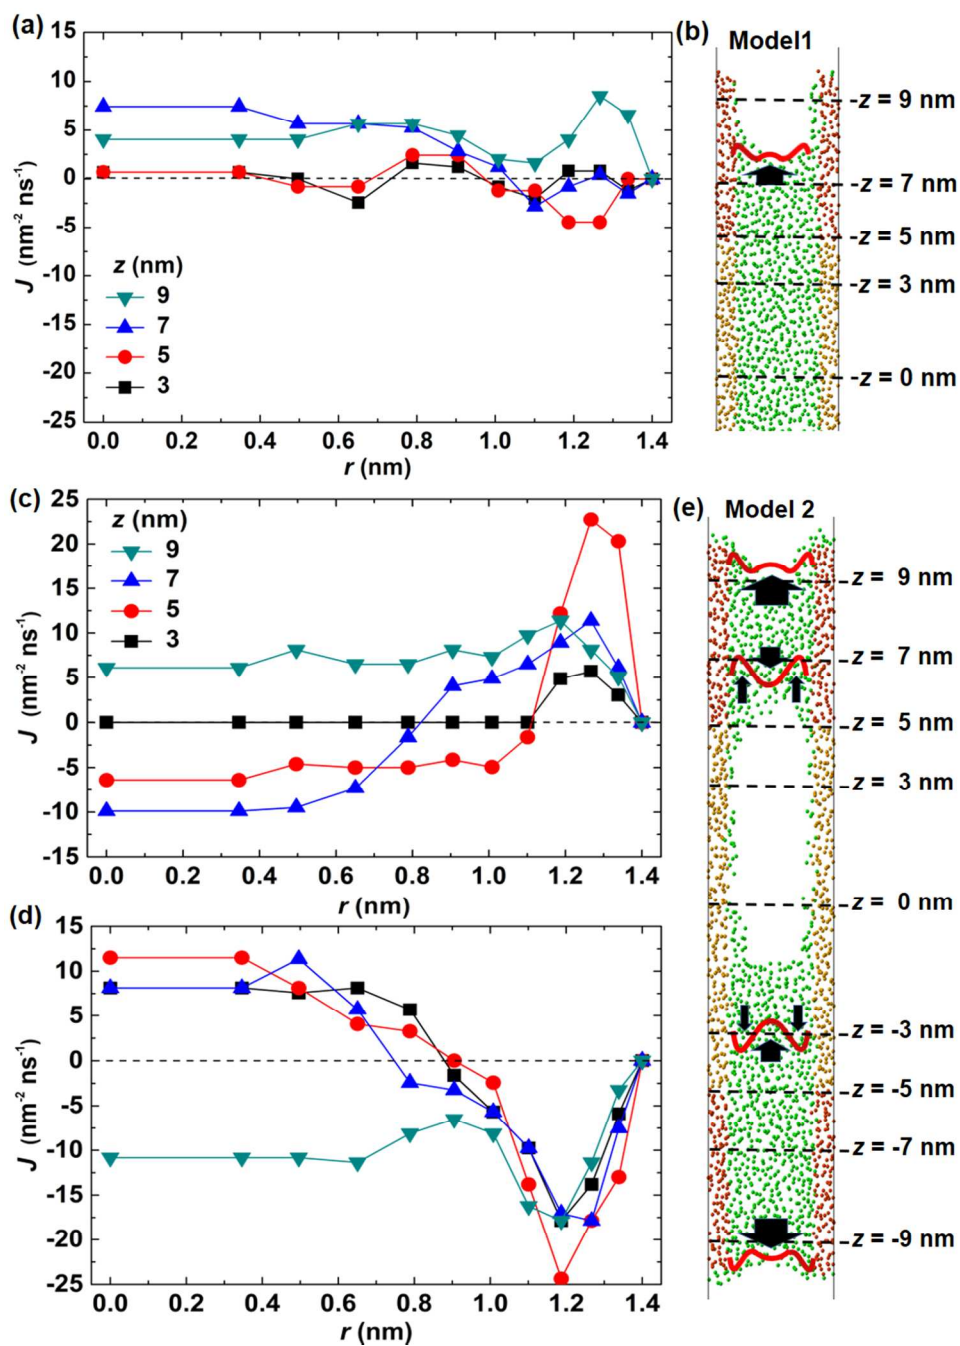 (a)
15
10
5
0
-5
-10
-15
-20
-25
J (nm⁻² ns⁻¹)
z (nm)
9
7
5
3
0.0 0.2 0.4 0.6 0.8 1.0 1.2 1.4
r (nm)
(b)
Model1
z = 9 nm
z = 7 nm
z = 5 nm
z = 3 nm
z = 0 nm
(c)
25
20
15
10
5
0
-5
-10
-15
J (nm⁻² ns⁻¹)
z (nm)
9
7
5
3
0.0 0.2 0.4 0.6 0.8 1.0 1.2 1.4
r (nm)
(d)
15
10
5
0
-5
-10
-15
-20
-25
J (nm⁻² ns⁻¹)
0.0 0.2 0.4 0.6 0.8 1.0 1.2 1.4
r (nm)
(e)
Model 2
z = 9 nm
z = 7 nm
z = 5 nm
z = 3 nm
z = 0 nm
z = -3 nm
z = -5 nm
z = -7 nm
z = -9 nm